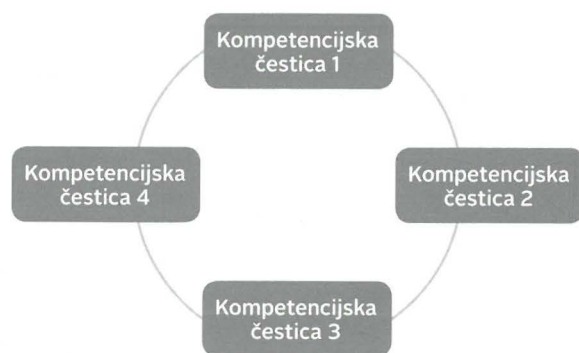 Kompetencijska
čestica 1
Kompetencijska
čestica 4
Kompetencijska
čestica 2
Kompetencijska
čestica 3